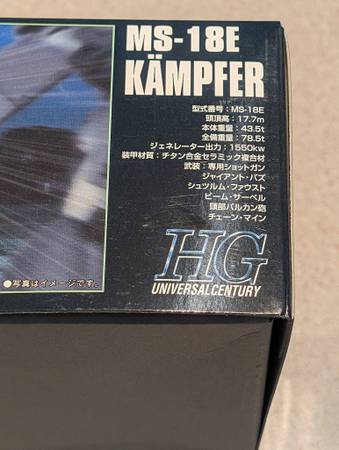 MS-18E
KÄMPFER
型式番号：MS-18E
頭頂高：17.7m
本体重量：43.5t
全備重量：78.5t
ジェネレーター出力：1550kw
装甲材質：チタン合金セラミック複合材
武装：専用ショットガン
ジャイアント・バズ
シュツルム・ファウスト
ビーム・サーベル
頭部バルカン砲
チェーン・マイン
HG
UNIVERSAL CENTURY
●写真はイメージです。